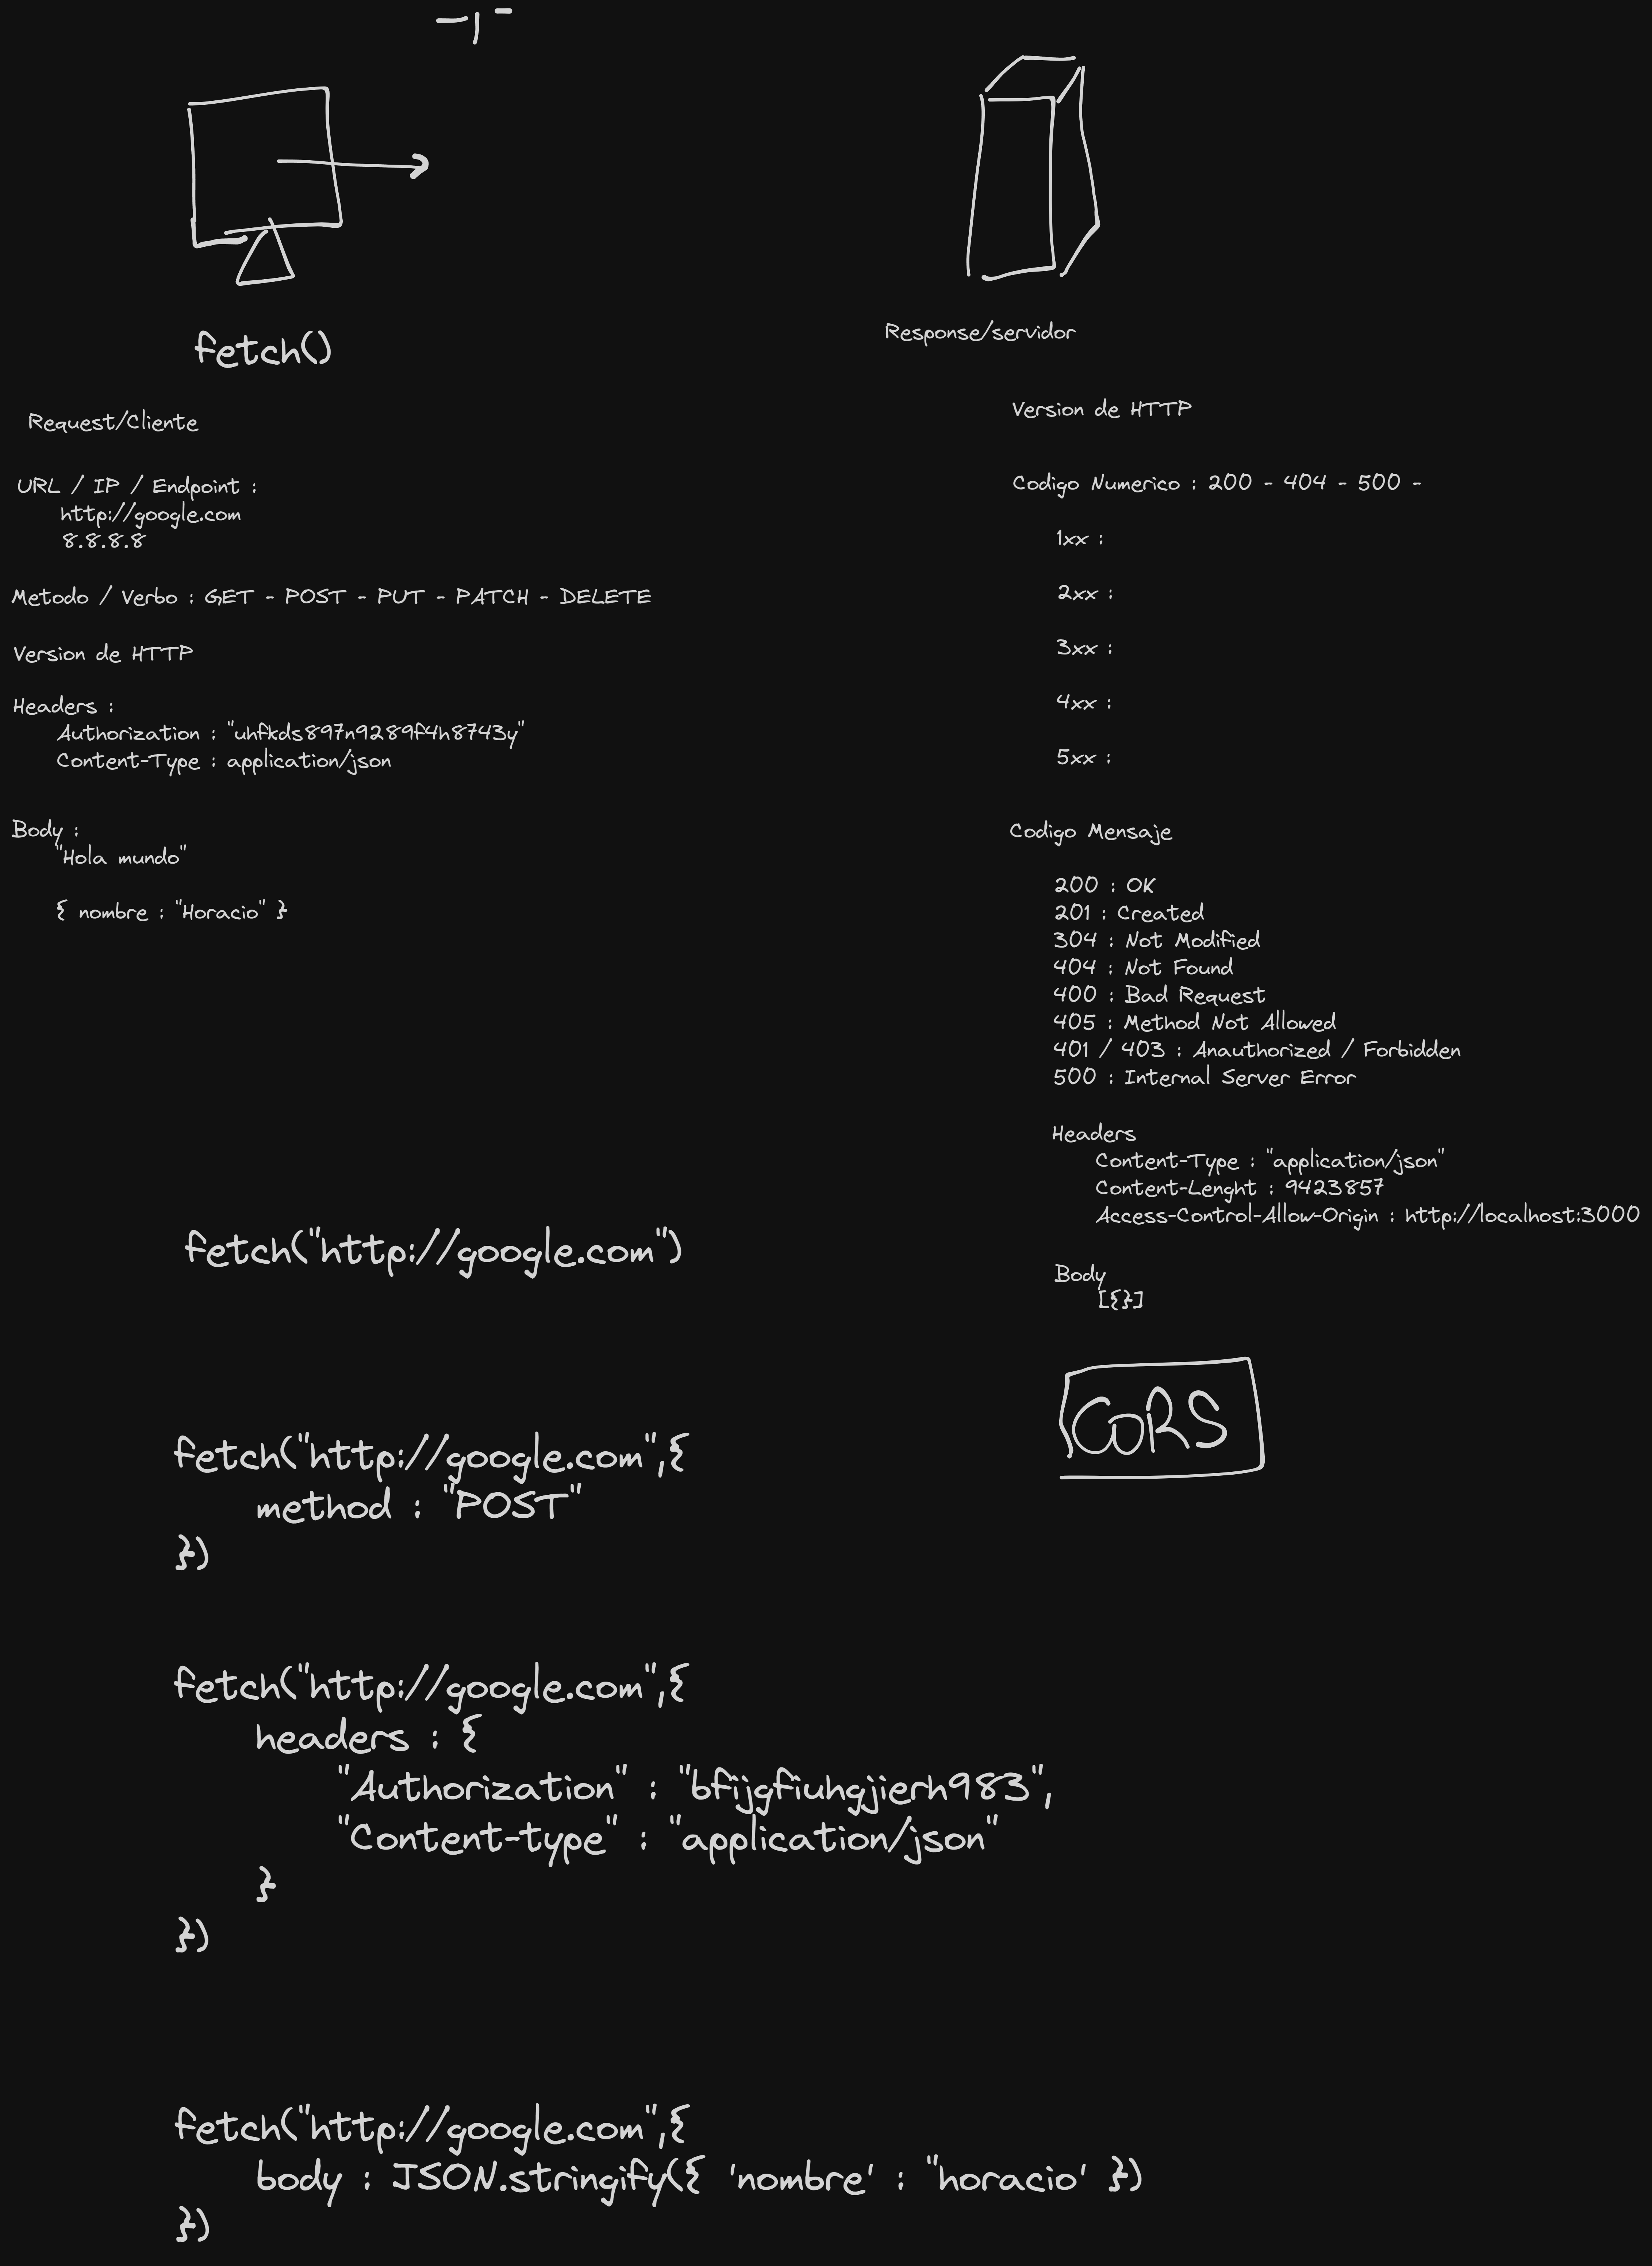 fetch()
Request/Cliente
URL / IP / Endpoint :
http://google.com
8.8.8.8
Metodo / Verbo : GET - POST - PUT - PATCH - DELETE
Version de HTTP
Headers :
Authorization : "uhfkds897n9289f4h8743y"
Content-Type : application/json
Body :
"Hola mundo"
{ nombre : "Horacio" }
Response/servidor
Version de HTTP
Codigo Numerico : 200 - 404 - 500 -
1xx :
2xx :
3xx :
4xx :
5xx :
Codigo Mensaje
200 : OK
201 : Created
304 : Not Modified
404 : Not Found
400 : Bad Request
405 : Method Not Allowed
401 / 403 : Anauthorized / Forbidden
500 : Internal Server Error
Headers
Content-Type : "application/json"
Content-Lenght : 9423857
Access-Control-Allow-Origin : http://localhost:3000
Body
[{}]
CORS
fetch("http://google.com")
fetch("http://google.com",{
method : "POST"
})
fetch("http://google.com",{
headers : {
"Authorization" : "bfijgfiuhgjierh983",
"Content-type" : "application/json"
}
})
fetch("http://google.com",{
body : JSON.stringify({ 'nombre' : "horacio' })
})